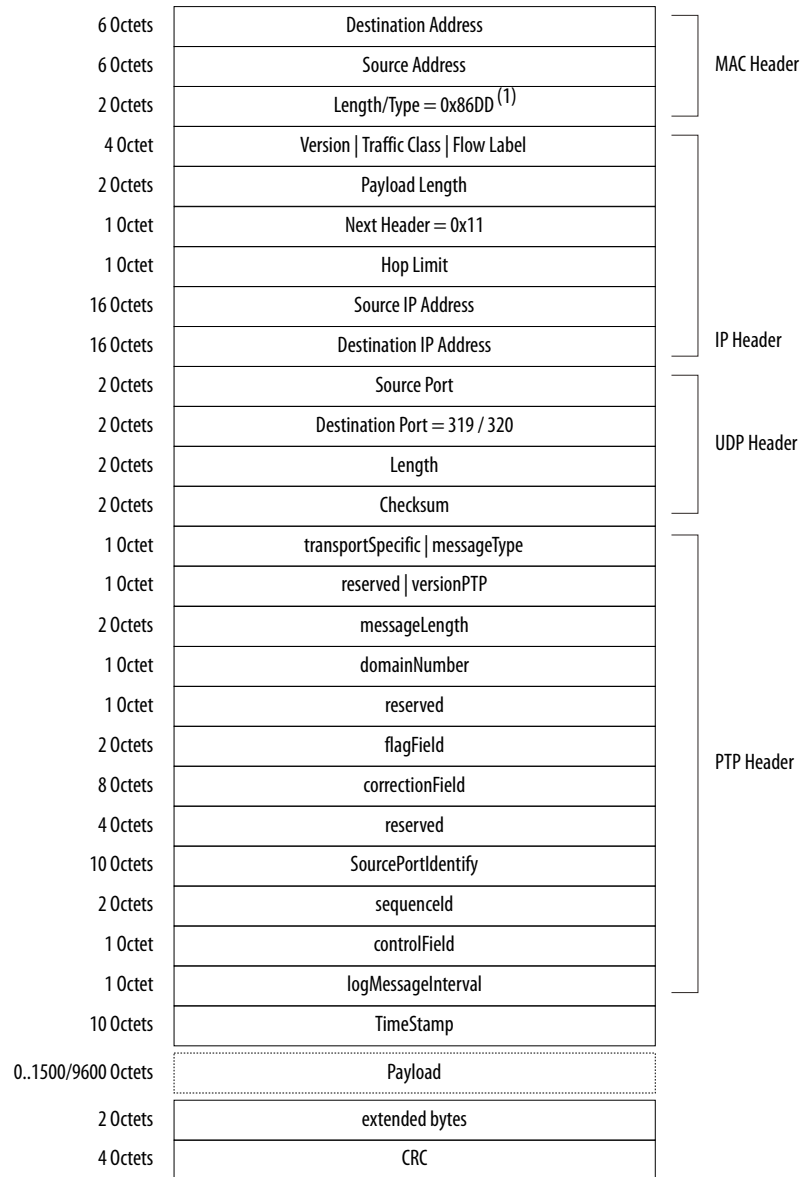 6 Octets Destination Address
6 Octets Source Address MAC Header
2 Octets Length/Type = 0x86DD (1)
4 Octet Version | Traffic Class | Flow Label
2 Octets Payload Length
1 Octet Next Header = 0x11
1 Octet Hop Limit
16 Octets Source IP Address
16 Octets Destination IP Address IP Header
2 Octets Source Port
2 Octets Destination Port = 319 / 320 UDP Header
2 Octets Length
2 Octets Checksum
1 Octet transportSpecific | messageType
1 Octet reserved | versionPTP
2 Octets messageLength
1 Octet domainNumber
1 Octet reserved
2 Octets flagField PTP Header
8 Octets correctionField
4 Octets reserved
10 Octets SourcePortIdentify
2 Octets sequenceId
1 Octet controlField
1 Octet logMessageInterval
10 Octets TimeStamp
0..1500/9600 Octets Payload
2 Octets extended bytes
4 Octets CRC